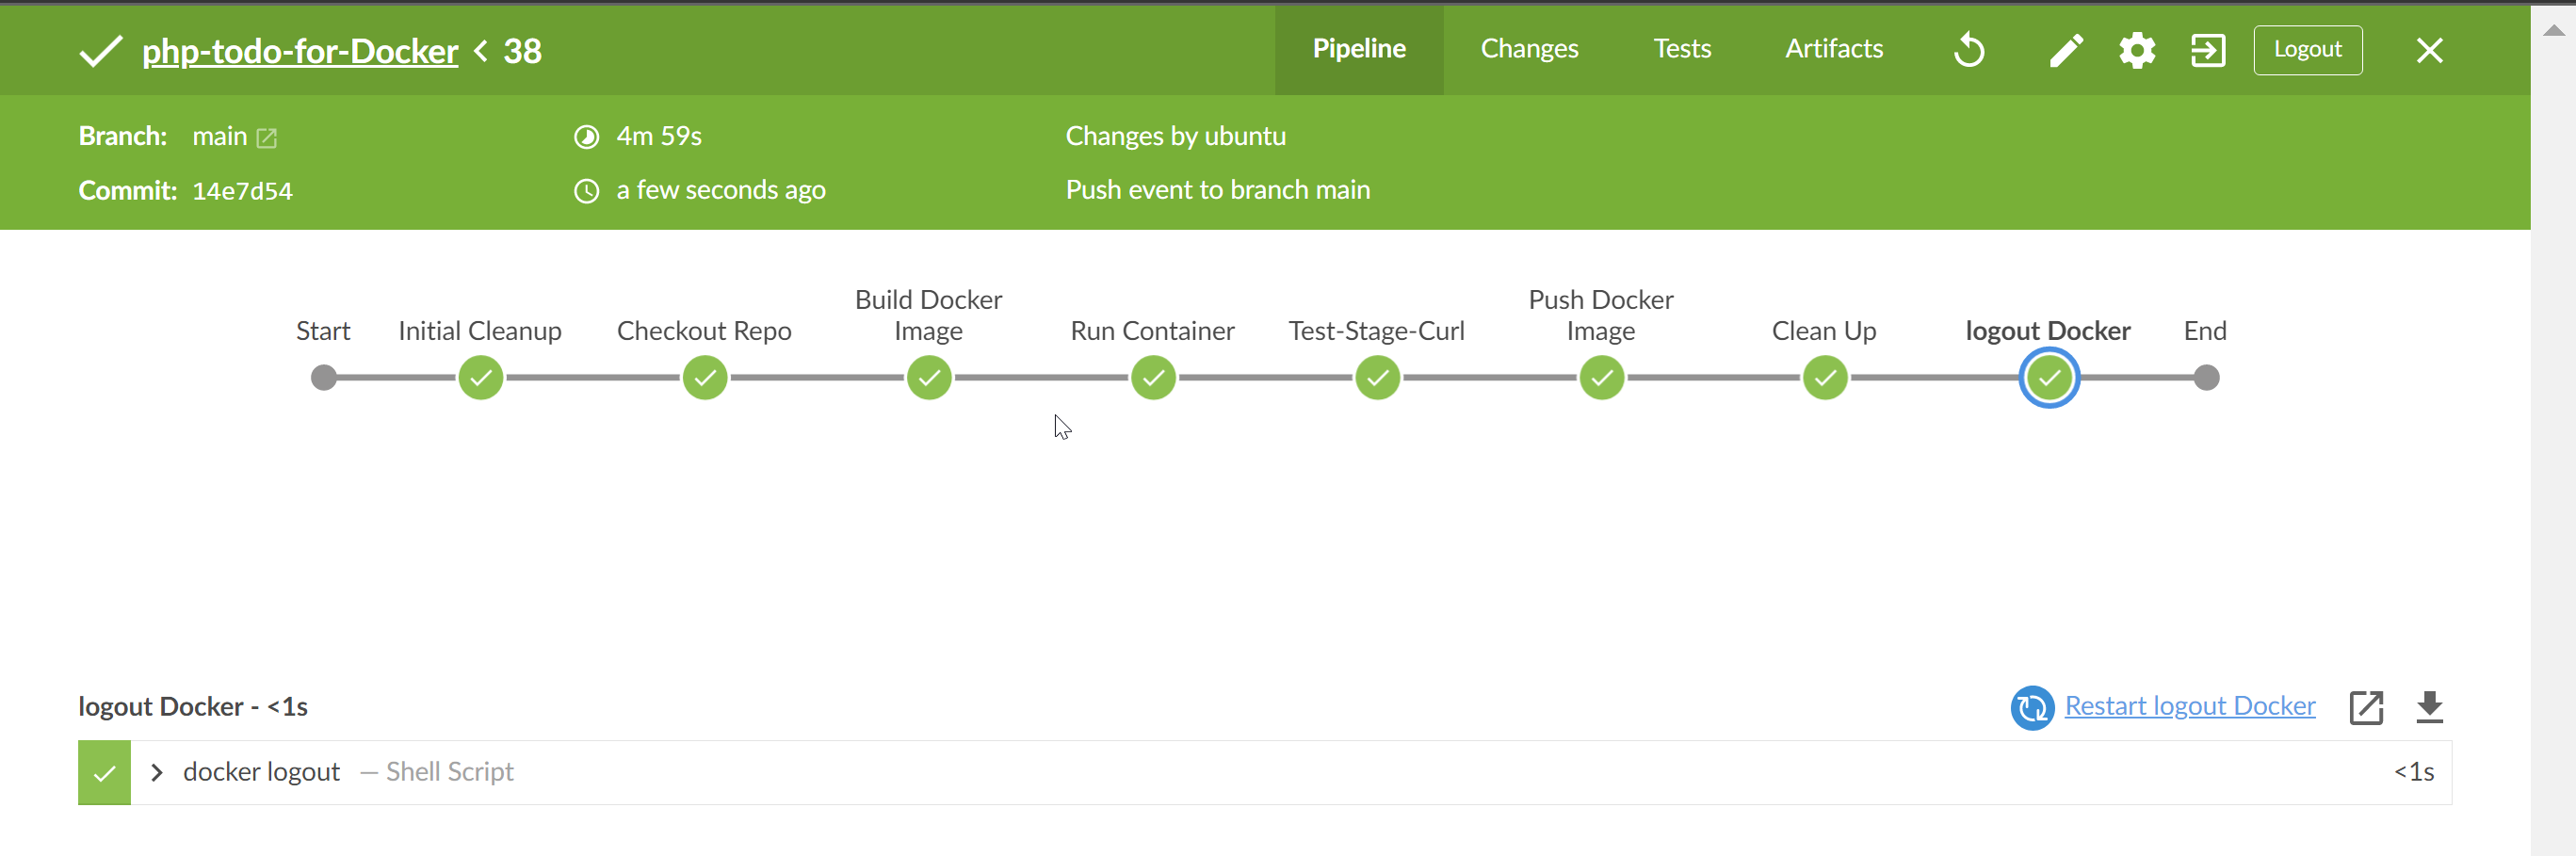 php-todo-for-Docker < 38
Pipeline
Changes
Tests
Artifacts
Logout
Branch: main
4m 59s
Changes by ubuntu
Commit: 14e7d54
a few seconds ago
Push event to branch main
Start
Initial Cleanup
Checkout Repo
Build Docker
Image
Run Container
Test-Stage-Curl
Push Docker
Image
Clean Up
logout Docker
End
logout Docker - <1s
Restart logout Docker
docker logout — Shell Script
<1s